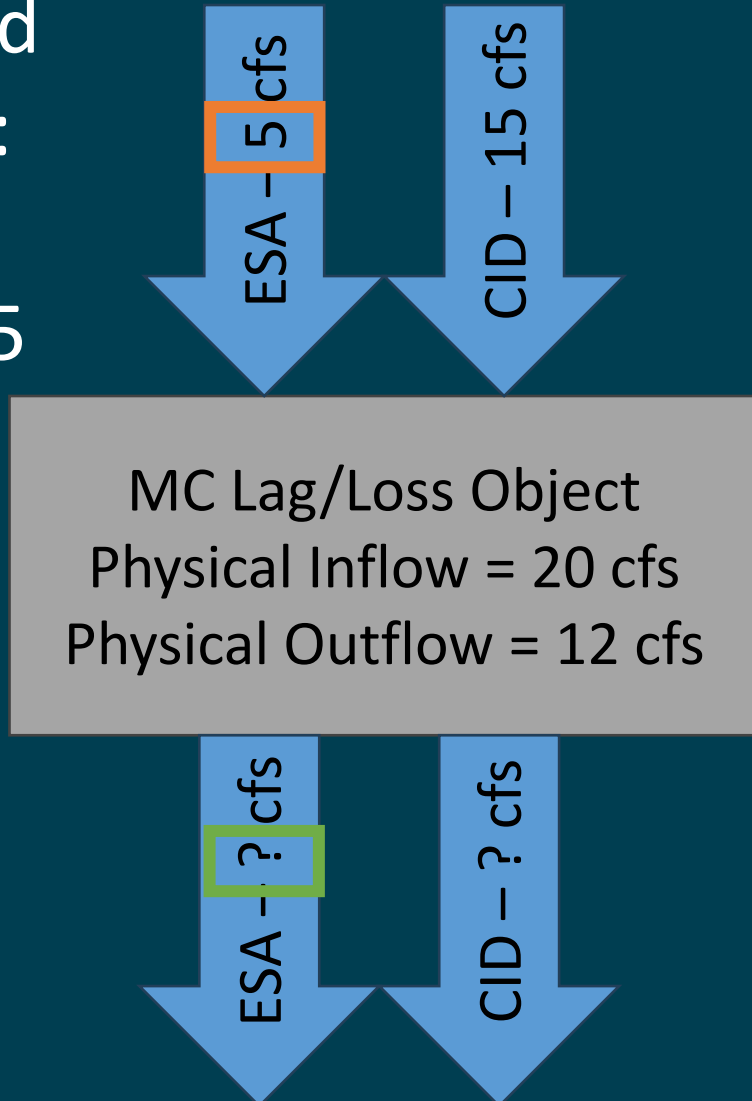 d
:
5
ESA – 5 cfs
CID – 15 cfs
MC Lag/Loss Object
Physical Inflow = 20 cfs
Physical Outflow = 12 cfs
ESA – ? cfs
CID – ? cfs